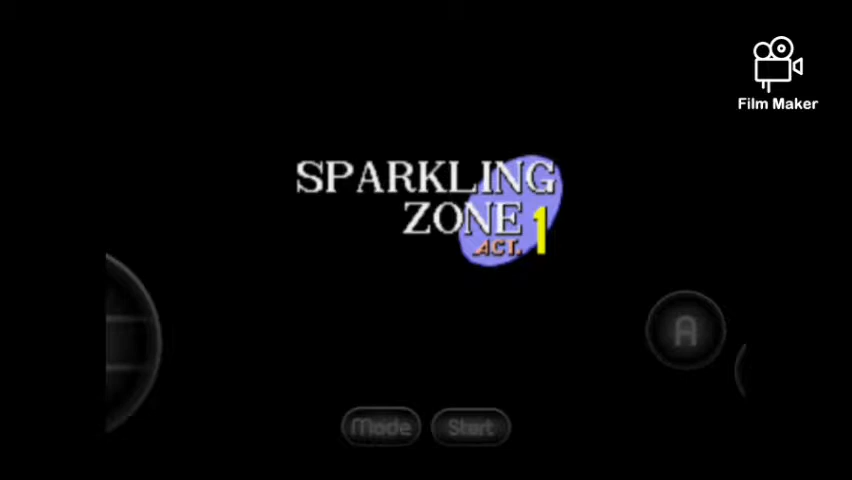 Film Maker
SPARKLING
ZONE 1
ACT.
A
Mode
Start